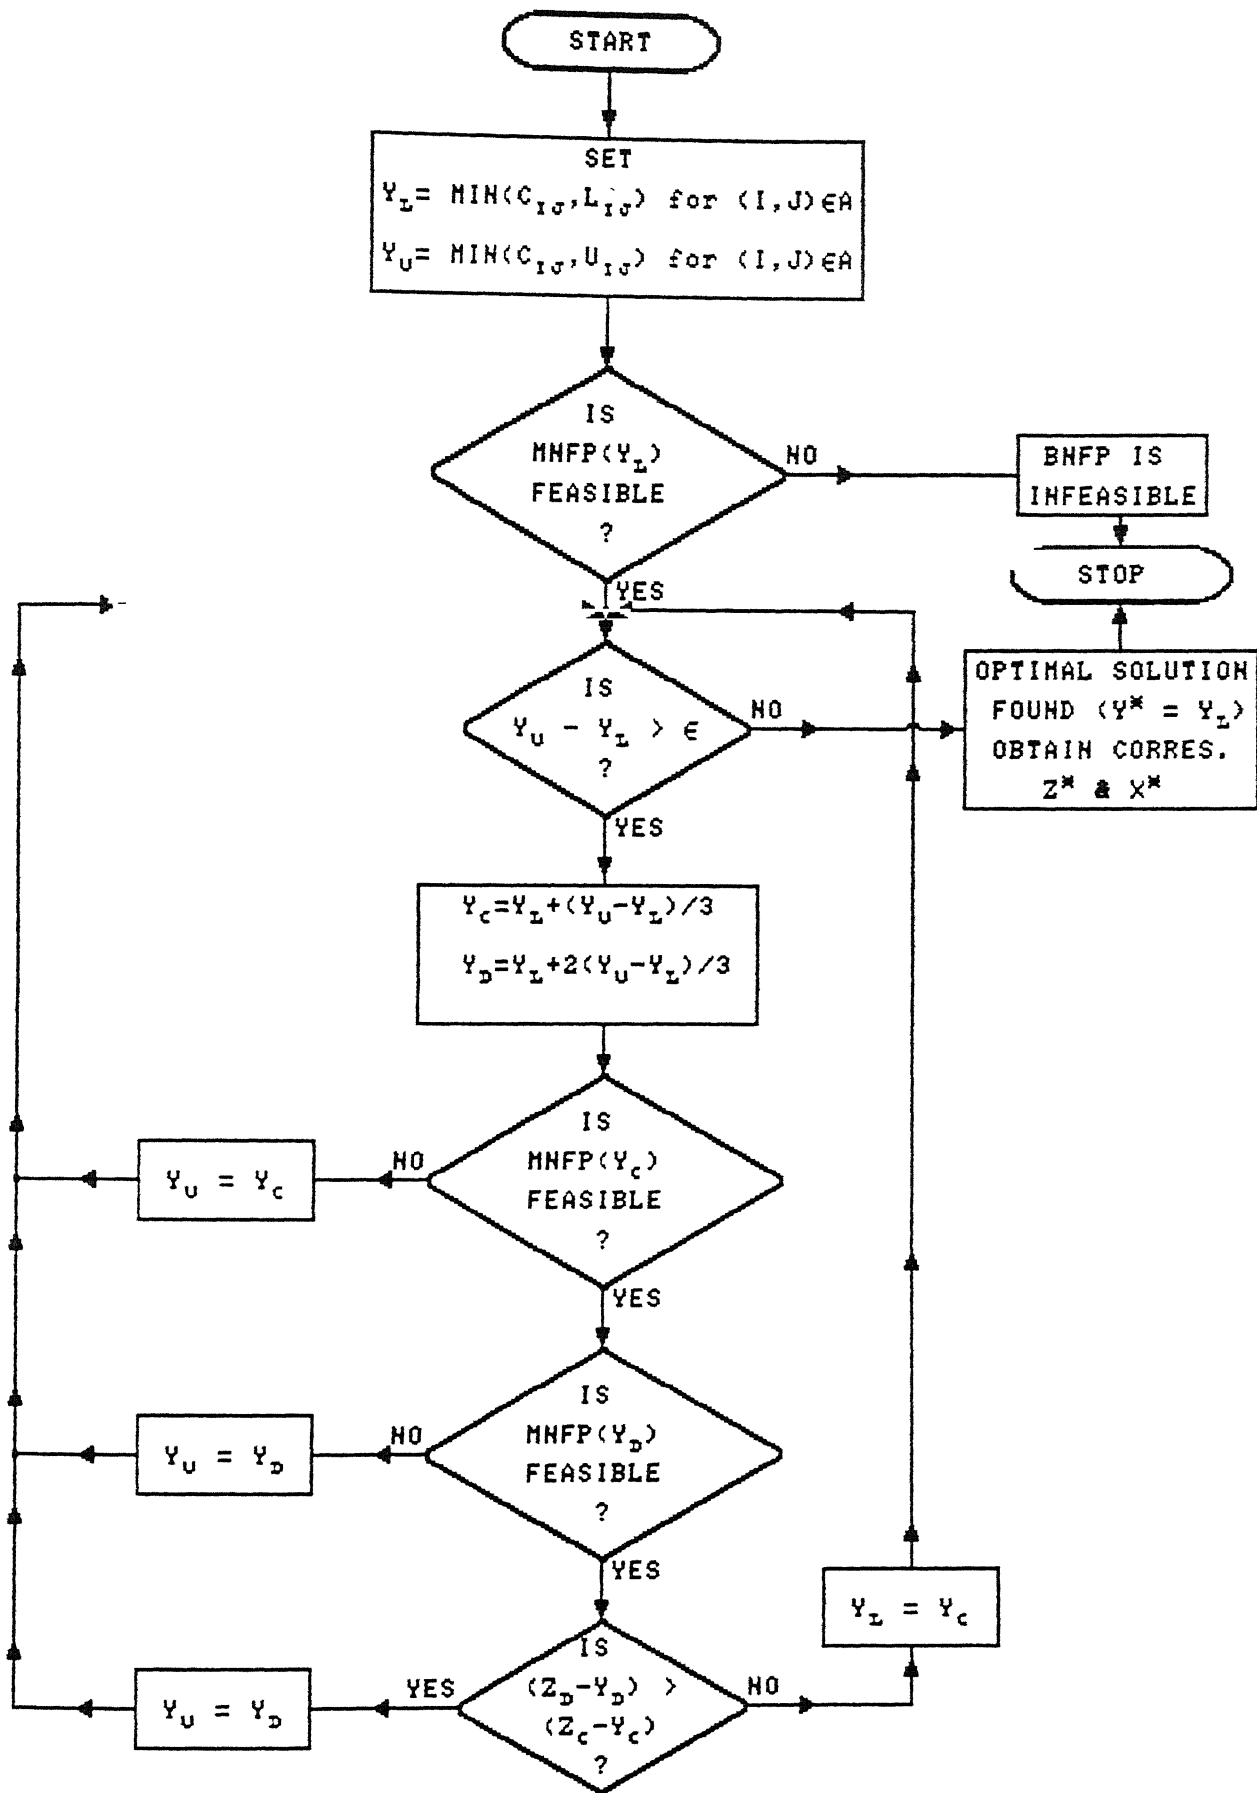 START
SET
Y_L= MIN(C_IJ,L_IJ) for (I,J)∈A
Y_U= MIN(C_IJ,U_IJ) for (I,J)∈A
IS
MNFP(Y_L)
FEASIBLE
?
NO
BNFP IS
INFEASIBLE
STOP
YES
IS
Y_U - Y_L > ∈
?
NO
OPTIMAL SOLUTION
FOUND (Y* = Y_L)
OBTAIN CORRES.
Z* & X*
YES
Y_C=Y_L+(Y_U-Y_L)/3
Y_D=Y_L+2(Y_U-Y_L)/3
IS
MNFP(Y_C)
FEASIBLE
?
NO
Y_U = Y_C
YES
IS
MNFP(Y_D)
FEASIBLE
?
NO
Y_U = Y_D
YES
IS
(Z_D-Y_D) >
(Z_C-Y_C)
?
YES
Y_U = Y_D
NO
Y_L = Y_C